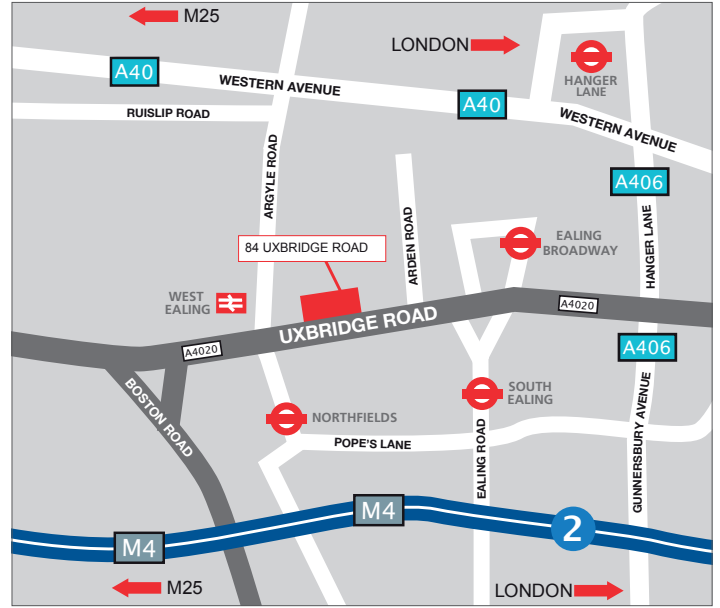 M25
LONDON
HANGER
LANE
A40
WESTERN AVENUE
A40
RUISLIP ROAD
WESTERN AVENUE
ARGYLE ROAD
A406
HANGER LANE
ARDEN ROAD
84 UXBRIDGE ROAD
EALING
BROADWAY
WEST
EALING
UXBRIDGE ROAD
A4020
A4020
A406
BOSTON ROAD
SOUTH
EALING
NORTHFIELDS
POPE'S LANE
EALING ROAD
GUNNERSBURY AVENUE
M4
M4
2
M25
LONDON